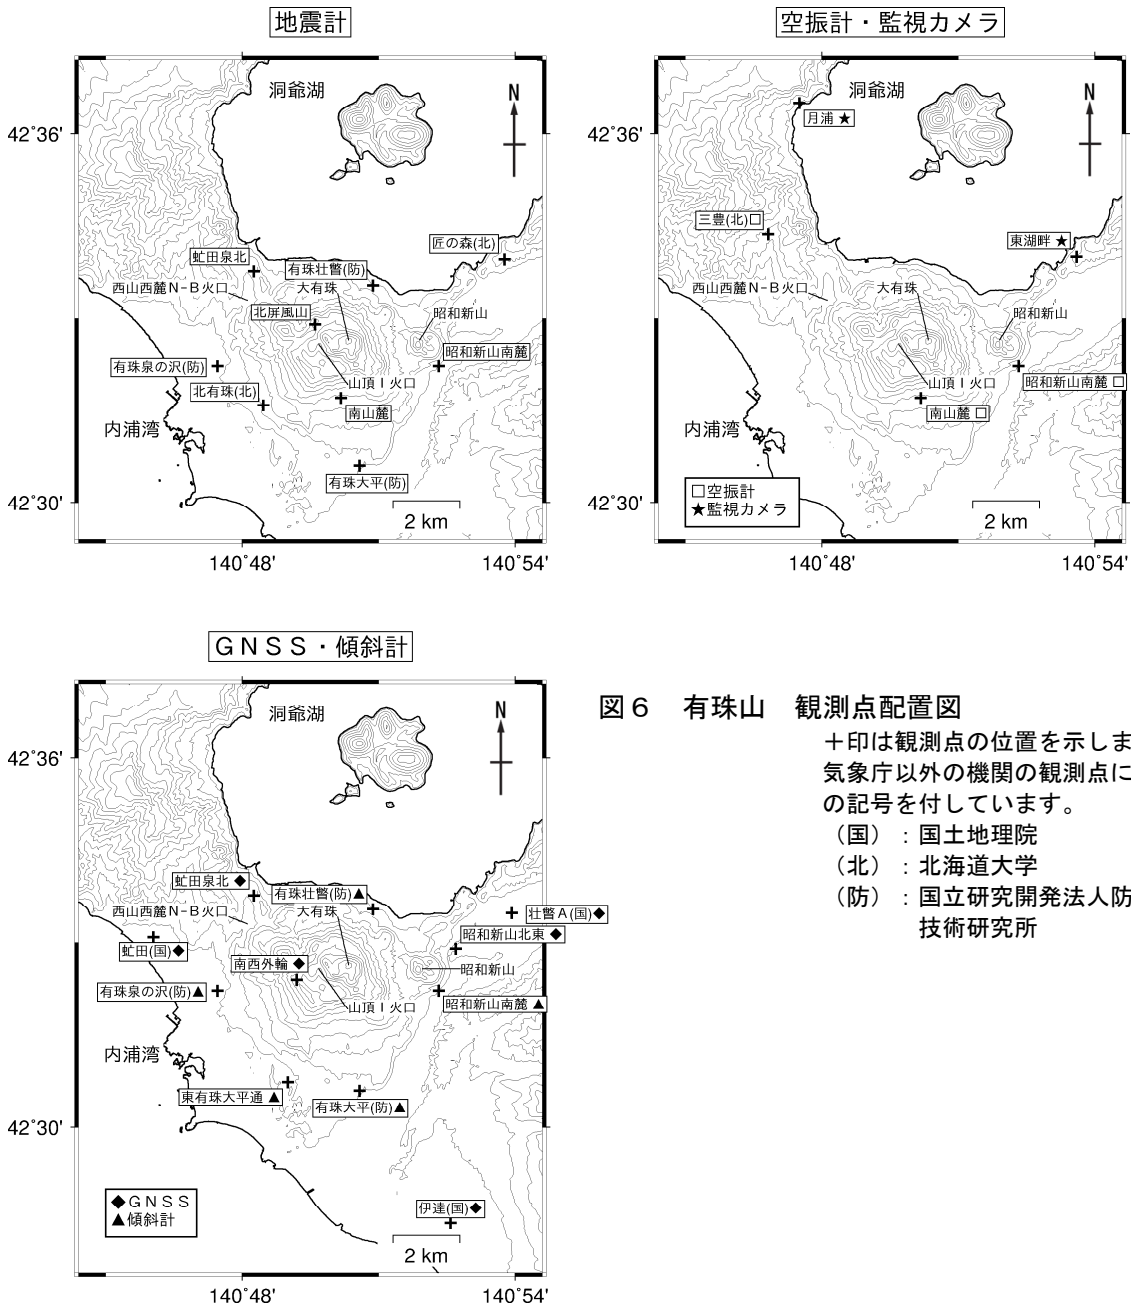 地震計
42°36'
42°30'
140°48'
140°54'
洞爺湖
N
匠の森(北)
虻田泉北
有珠壮瞥(防)
西山西麓N-B火口
大有珠
北屏風山
昭和新山
昭和新山南麓
有珠泉の沢(防)
山頂Ｉ火口
北有珠(北)
南山麓
内浦湾
有珠大平(防)
2 km
空振計・監視カメラ
42°36'
42°30'
140°48'
140°54'
洞爺湖
N
月浦 ★
三豊(北)□
東湖畔 ★
西山西麓N-B火口
大有珠
昭和新山
山頂Ｉ火口
昭和新山南麓 □
南山麓 □
内浦湾
□空振計
★監視カメラ
2 km
ＧＮＳＳ・傾斜計
42°36'
42°30'
140°48'
140°54'
洞爺湖
N
虻田泉北 ◆
有珠壮瞥(防)▲
西山西麓N-B火口
大有珠
壮瞥Ａ(国)◆
昭和新山北東 ◆
虻田(国)◆
南西外輪 ◆
昭和新山
有珠泉の沢(防)▲
昭和新山南麓 ▲
山頂Ｉ火口
内浦湾
東有珠大平通 ▲
有珠大平(防)▲
◆ＧＮＳＳ
▲傾斜計
伊達(国)◆
2 km
図６　有珠山　観測点配置図
＋印は観測点の位置を示しま
気象庁以外の機関の観測点に
の記号を付しています。
（国）：国土地理院
（北）：北海道大学
（防）：国立研究開発法人防
技術研究所